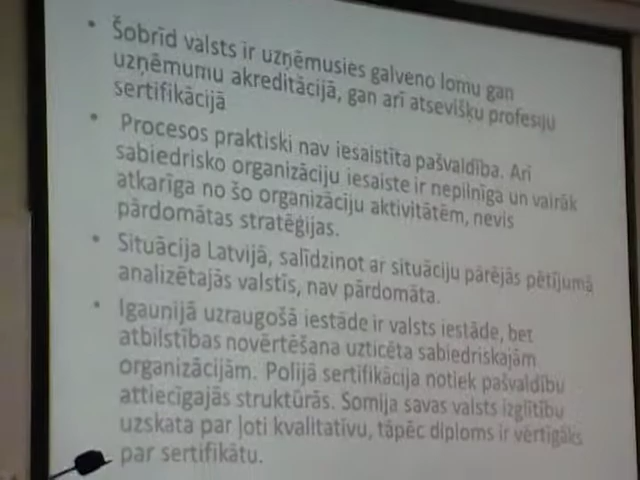 • Šobrīd valsts ir uzņēmusies galveno lomu gan
uzņēmumu akreditācijā, gan arī atsevišķu profesiju
sertifikācijā
• Procesos praktiski nav iesaistīta pašvaldība. Arī
sabiedrisko organizāciju iesaiste ir nepilnīga un vairāk
atkarīga no šo organizāciju aktivitātēm, nevis
pārdomātas stratēģijas.
• Situācija Latvijā, salīdzinot ar situāciju pārējās pētījumā
analizētajās valstīs, nav pārdomāta.
• Igaunijā uzraugošā iestāde ir valsts iestāde, bet
atbilstības novērtēšana uzticēta sabiedriskajām
organizācijām. Polijā sertifikācija notiek pašvaldību
attiecīgajās struktūrās. Somija savas valsts izglītību
uzskata par ļoti kvalitatīvu, tāpēc diploms ir vērtīgāks
par sertifikātu.